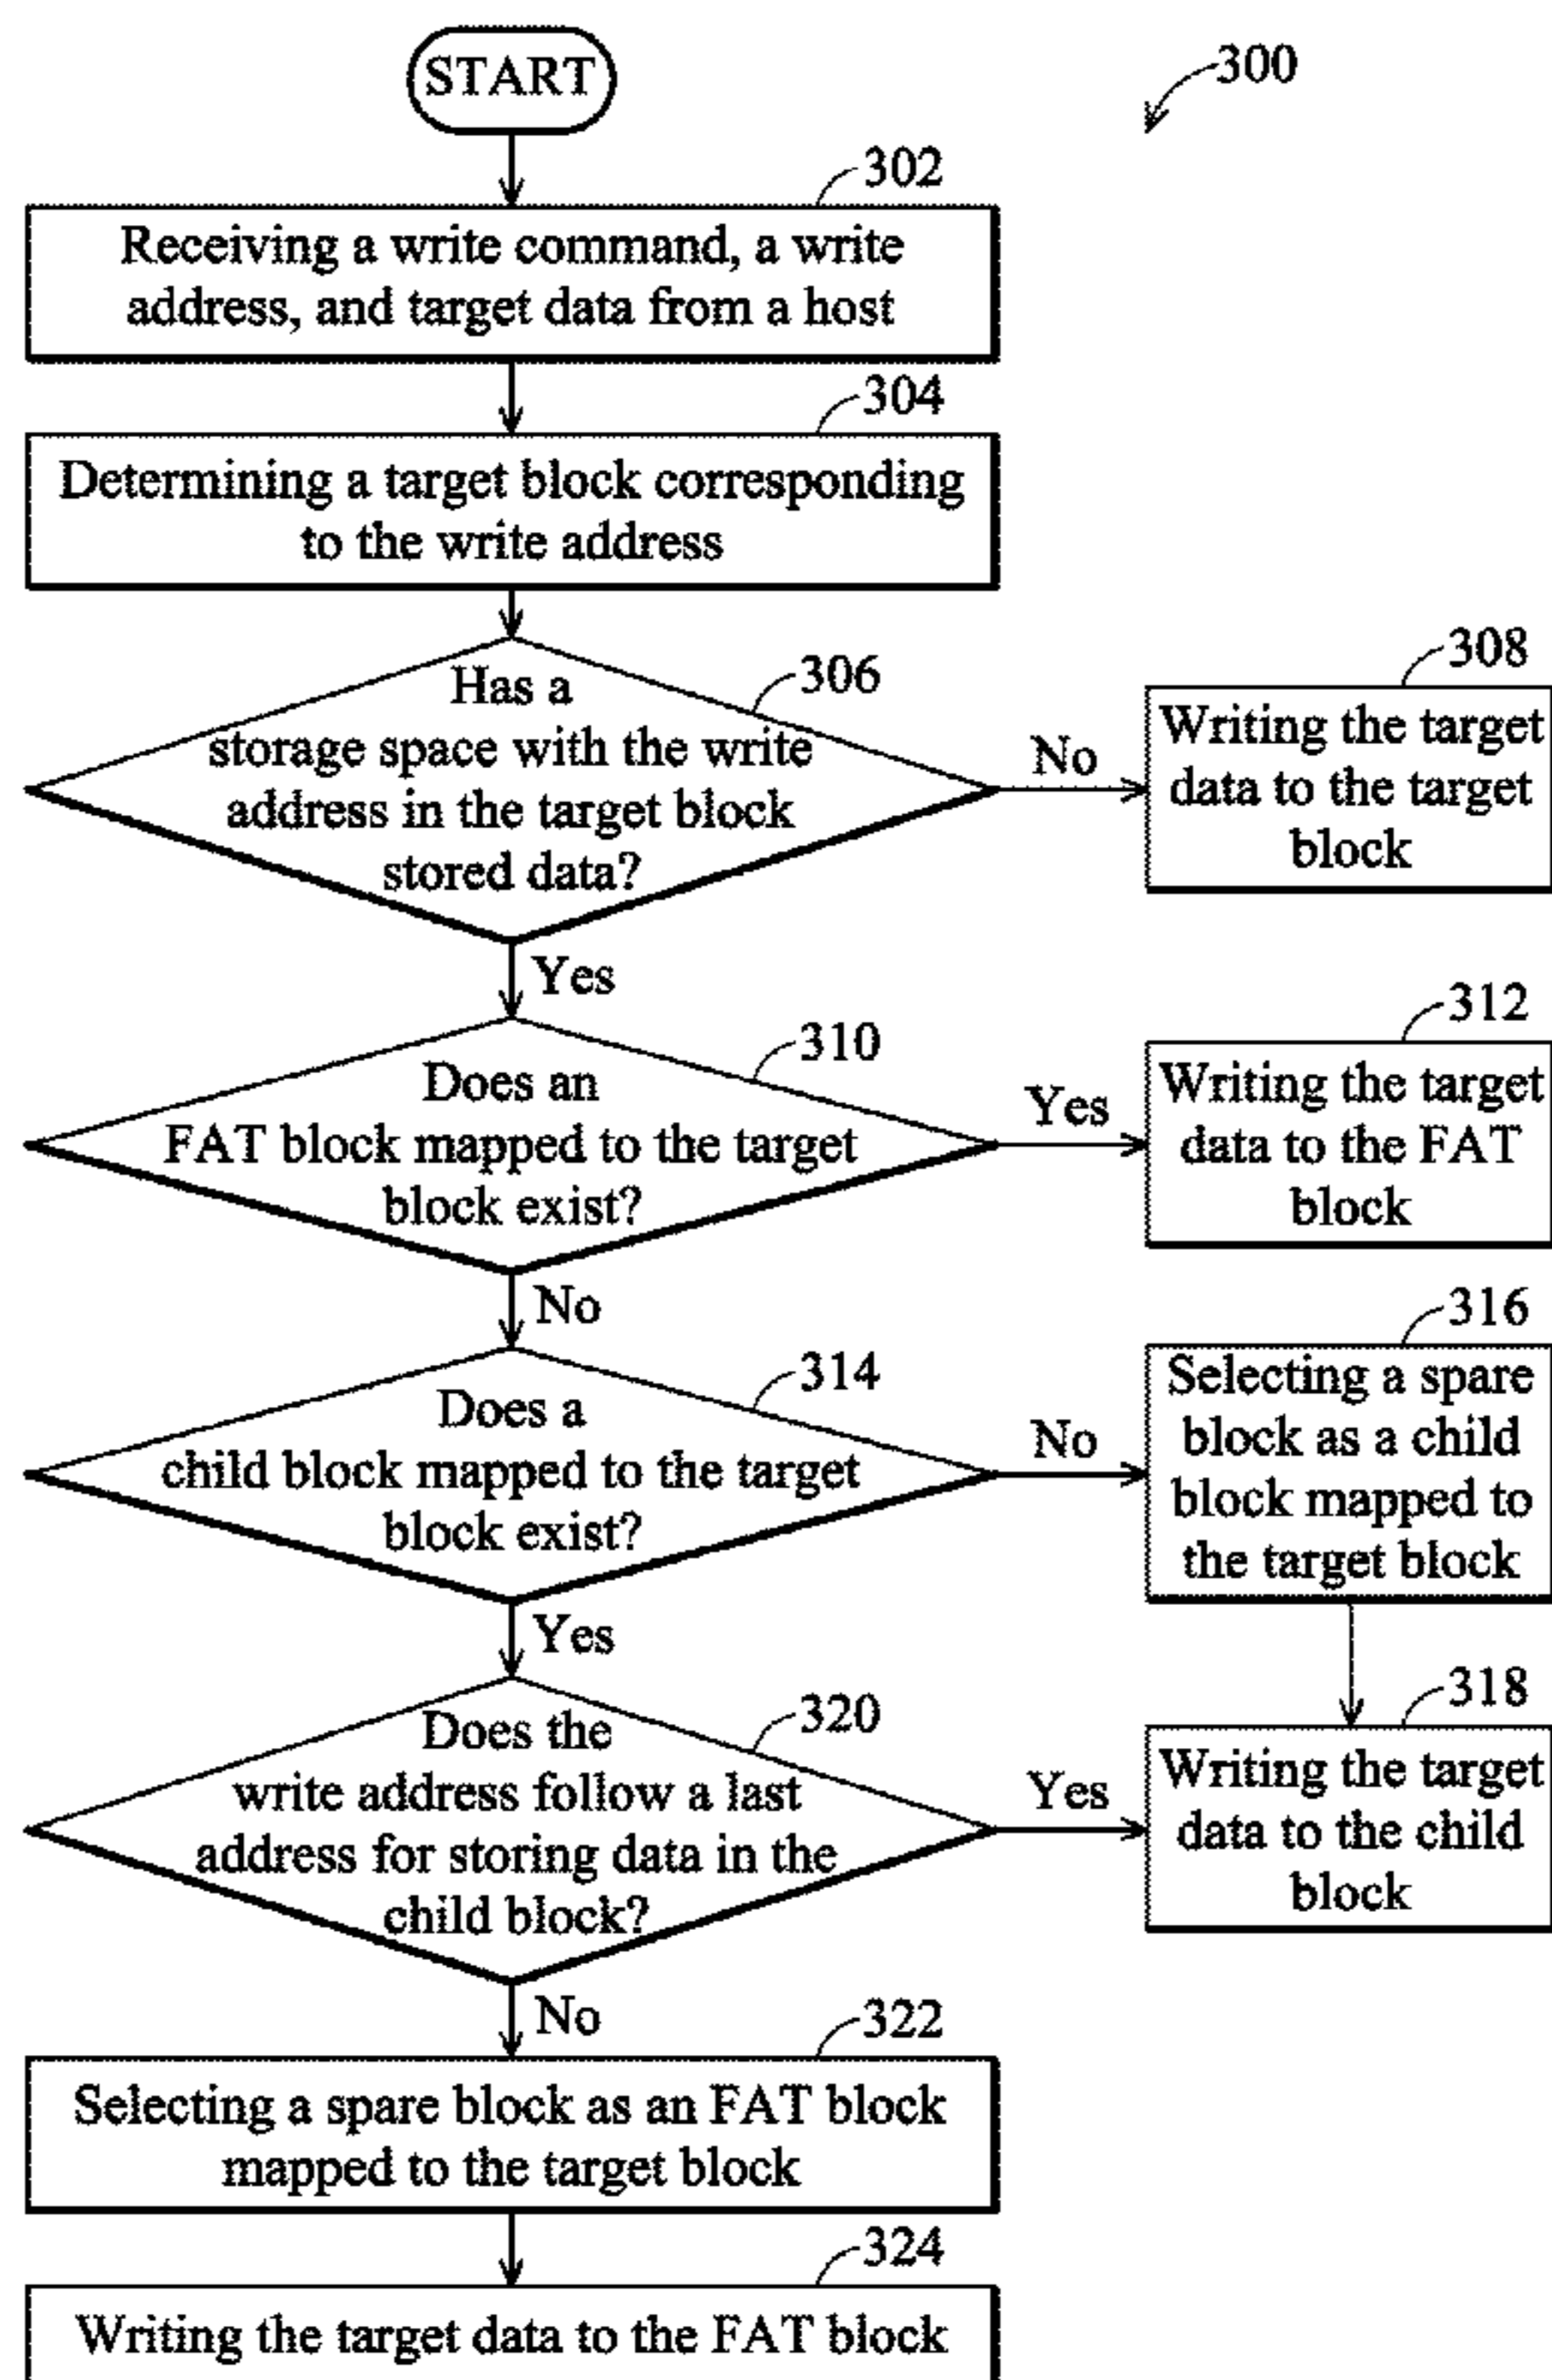 START
300
302
Receiving a write command, a write
address, and target data from a host
304
Determining a target block corresponding
to the write address
306
Has a
storage space with the write
address in the target block
stored data?
No
308
Writing the target
data to the target
block
Yes
310
Does an
FAT block mapped to the target
block exist?
Yes
312
Writing the target
data to the FAT
block
No
314
Does a
child block mapped to the target
block exist?
No
316
Selecting a spare
block as a child
block mapped to
the target block
Yes
320
Does the
write address follow a last
address for storing data in the
child block?
Yes
318
Writing the target
data to the child
block
No
322
Selecting a spare block as an FAT block
mapped to the target block
324
Writing the target data to the FAT block